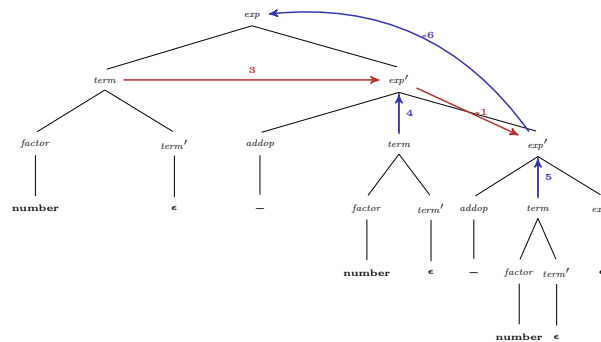 exp
-6
term 3 exp′
4 -1
factor term′ addop term exp′
5
number ϵ − factor term′ addop term
number ϵ − factor term′
number ϵ